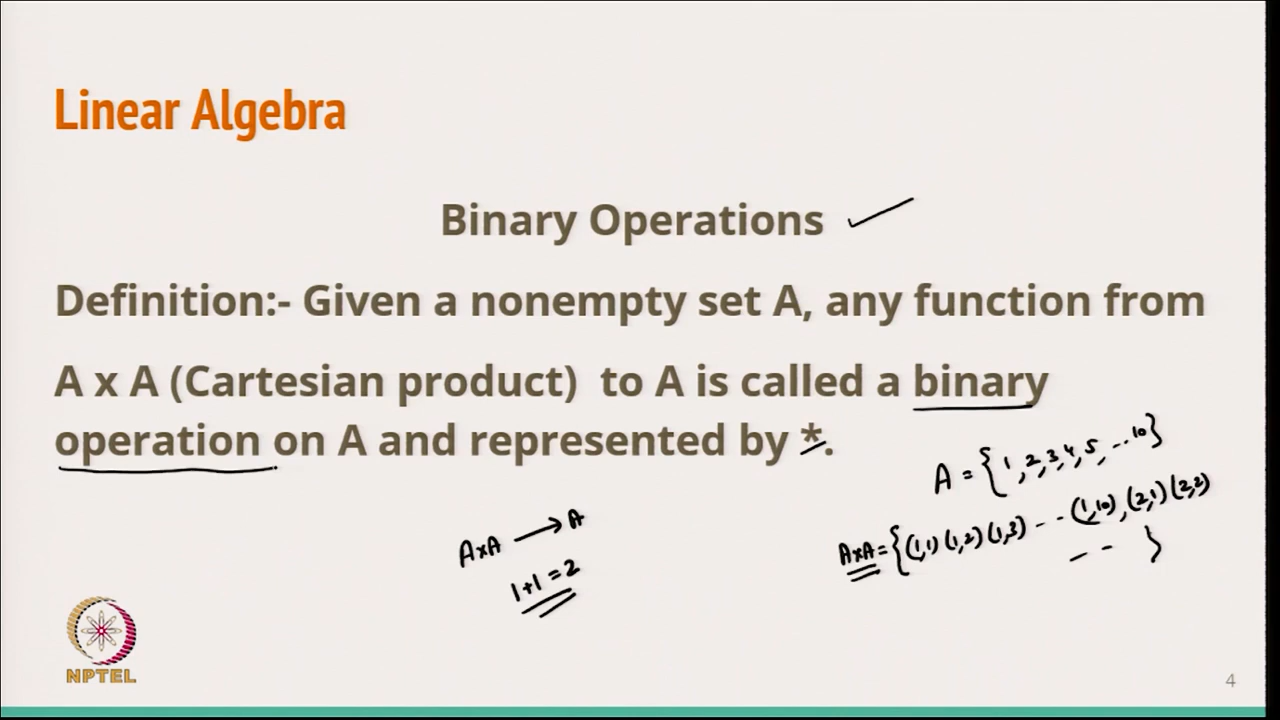 Linear Algebra
Binary Operations
Definition:- Given a nonempty set A, any function from
A x A (Cartesian product) to A is called a binary
operation on A and represented by *.
A = {1, 2, 3, 4, 5, ... 10}
A×A → A
A×A = {(1,1) (1,2) (1,3) - - - (1,10), (2,1) (2,2)
- - }
1+1 = 2
NPTEL
4